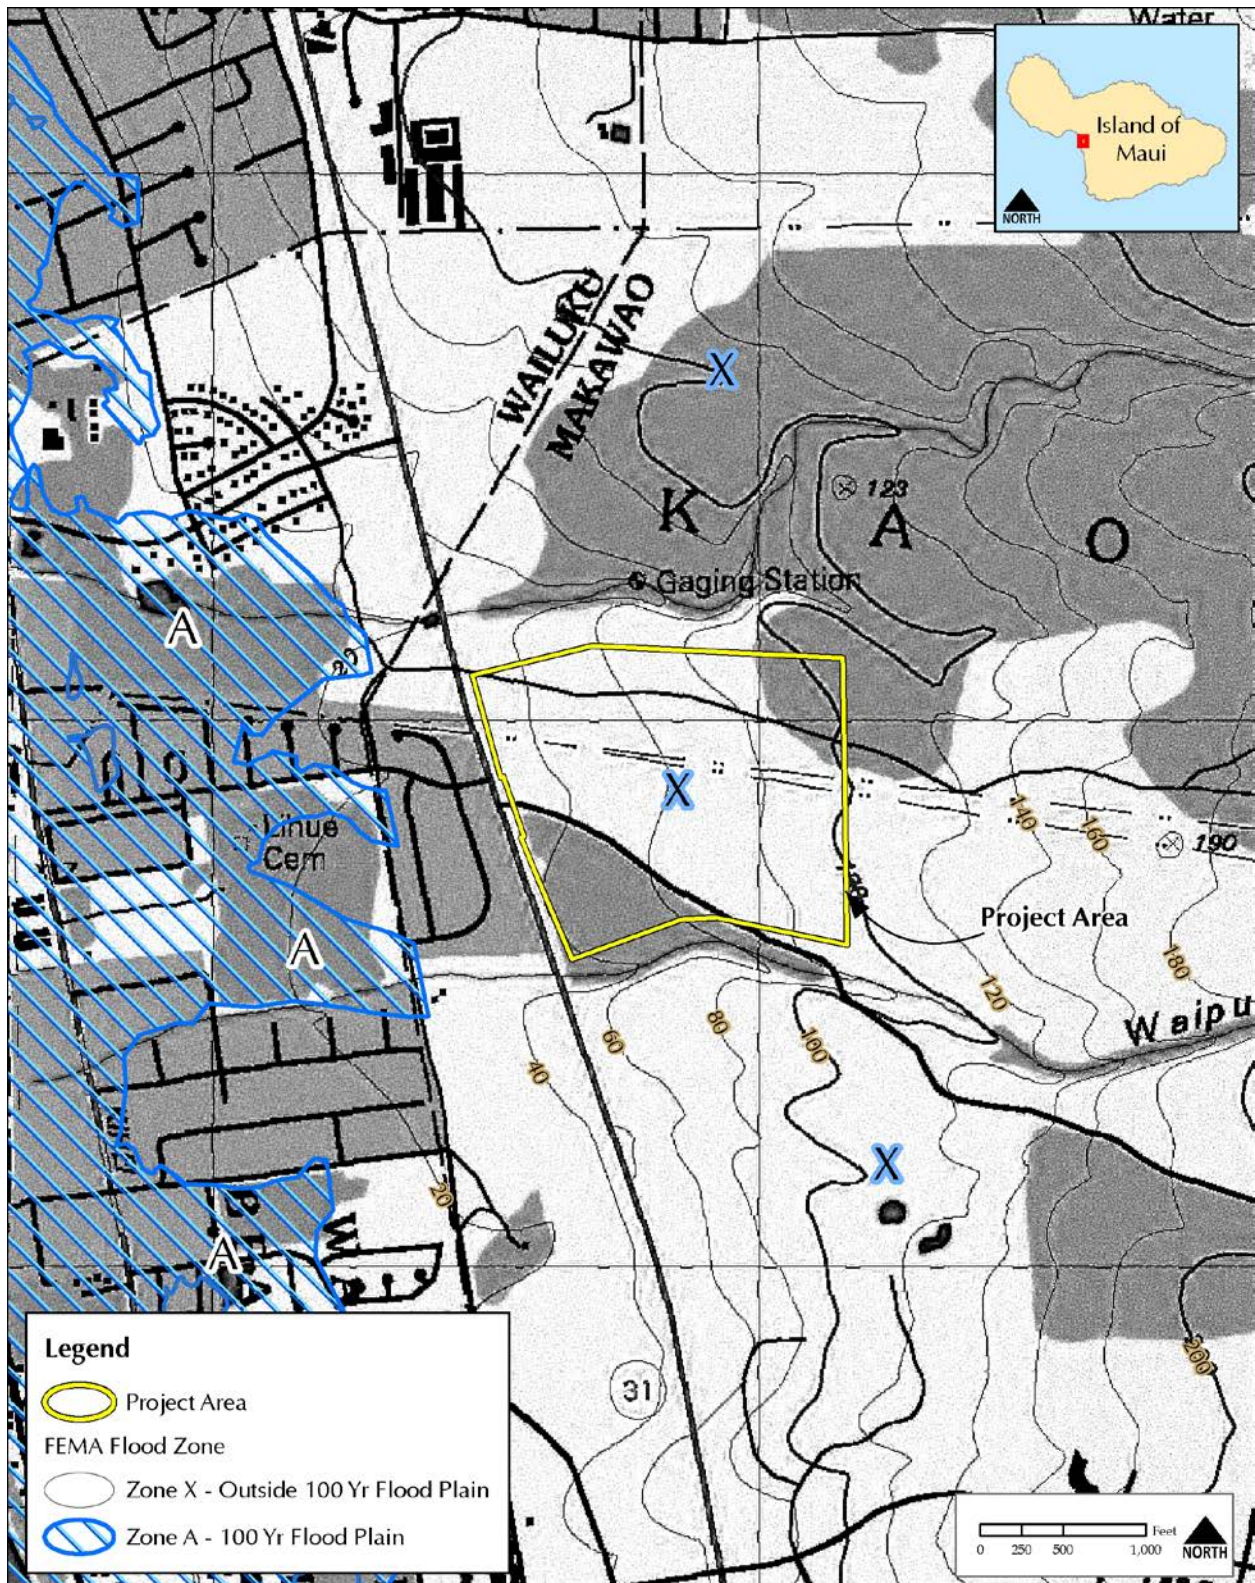 Water
Island of
Maui
NORTH
WAILUKU
MAKAWAO
X
K A O
123
Gaging Station
A
20
X
Lihue
Cem
140
160
190
Project Area
A
120
180
Waipu
40
60
80
100
X
20
A
W
200
31
Legend
Project Area
FEMA Flood Zone
Zone X - Outside 100 Yr Flood Plain
Zone A - 100 Yr Flood Plain
Feet
0 250 500 1,000
NORTH